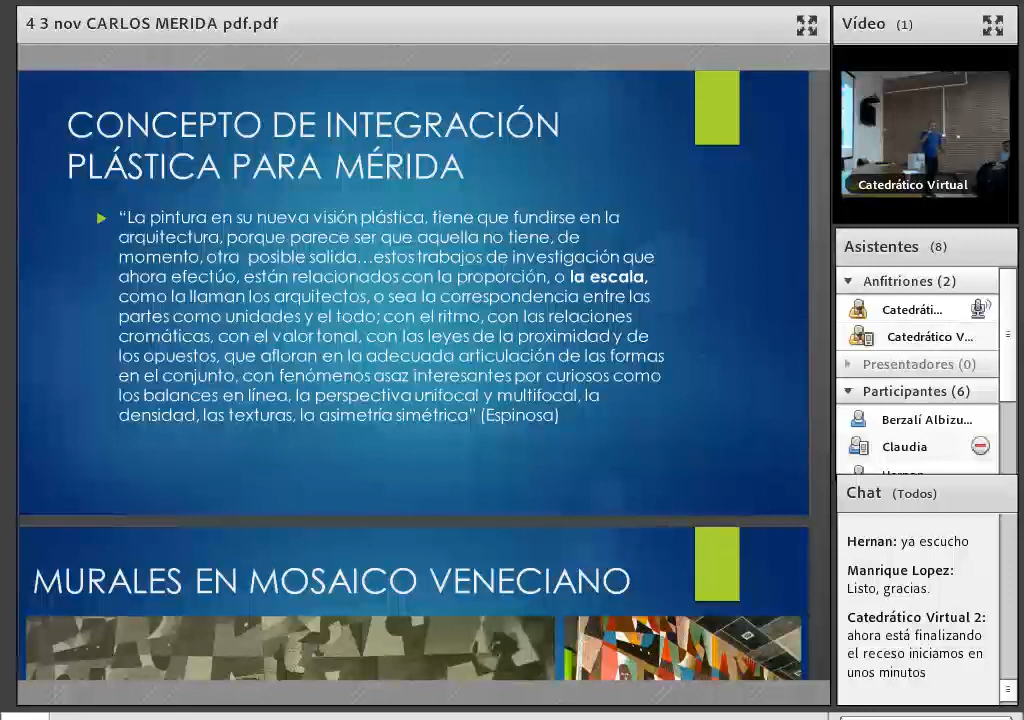 4 3 nov CARLOS MERIDA pdf.pdf
CONCEPTO DE INTEGRACIÓN
PLÁSTICA PARA MÉRIDA
“La pintura en su nueva visión plástica, tiene que fundirse en la
arquitectura, porque parece ser que aquella no tiene, de
momento, otra posible salida...estos trabajos de investigación que
ahora efectúo, están relacionados con la proporción, o la escala,
como la llaman los arquitectos, o sea la correspondencia entre las
partes como unidades y el todo; con el ritmo, con las relaciones
cromáticas, con el valor tonal, con las leyes de la proximidad y de
los opuestos, que afloran en la adecuada articulación de las formas
en el conjunto, con fenómenos asaz interesantes por curiosos como
los balances en línea, la perspectiva unifocal y multifocal, la
densidad, las texturas, la asimetría simétrica” (Espinosa)
MURALES EN MOSAICO VENECIANO
Vídeo (1)
Catedrático Virtual
Asistentes (8)
Anfitriones (2)
Catedráti...
Catedrático V...
Presentadores (0)
Participantes (6)
Berzalí Albizu...
Claudia
Chat (Todos)
Hernan: ya escucho
Manrique Lopez:
Listo, gracias.
Catedrático Virtual 2:
ahora está finalizando
el receso iniciamos en
unos minutos